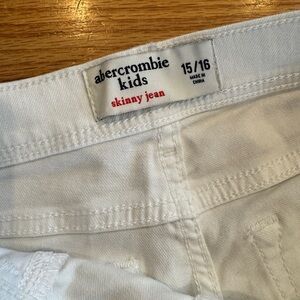 abercrombie
kids
skinny jean
15/16
MADE IN
CHINA